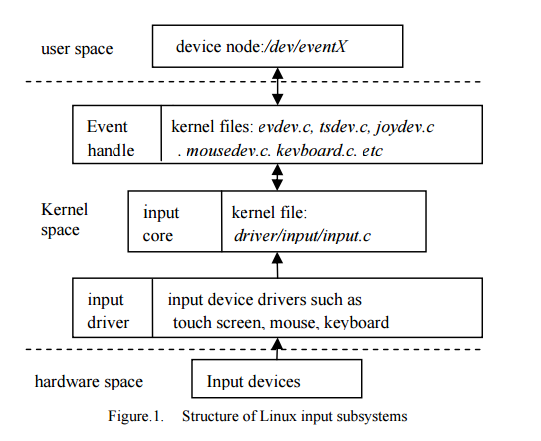 user space
device node:/dev/eventX
Event handle
kernel files: evdev.c, tsdev.c, joydev.c
. mousedev.c. keyboard.c. etc
Kernel space
input core
kernel file:
driver/input/input.c
input driver
input device drivers such as
touch screen, mouse, keyboard
hardware space
Input devices
Figure.1. Structure of Linux input subsystems